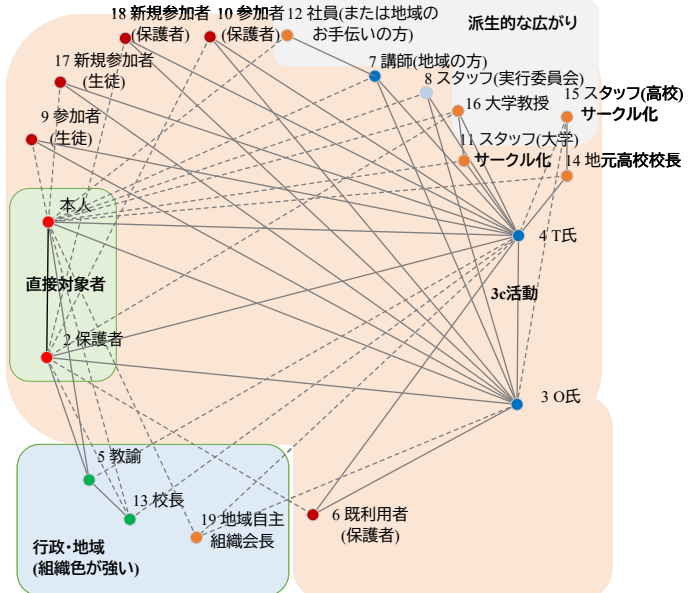 18 新規参加者
(保護者)
10 参加者
(保護者)
12 社員(または地域の
お手伝いの方)
派生的な広がり
17 新規参加者
(生徒)
7 講師(地域の方)
8 スタッフ(実行委員会)
15 スタッフ(高校)
サークル化
16 大学教授
9 参加者
(生徒)
11 スタッフ(大学)
サークル化
14 地元高校校長
本人
4 T氏
直接対象者
3c活動
2 保護者
3 O氏
5 教諭
13 校長
19 地域自主
組織会長
6 既利用者
(保護者)
行政・地域
(組織色が強い)